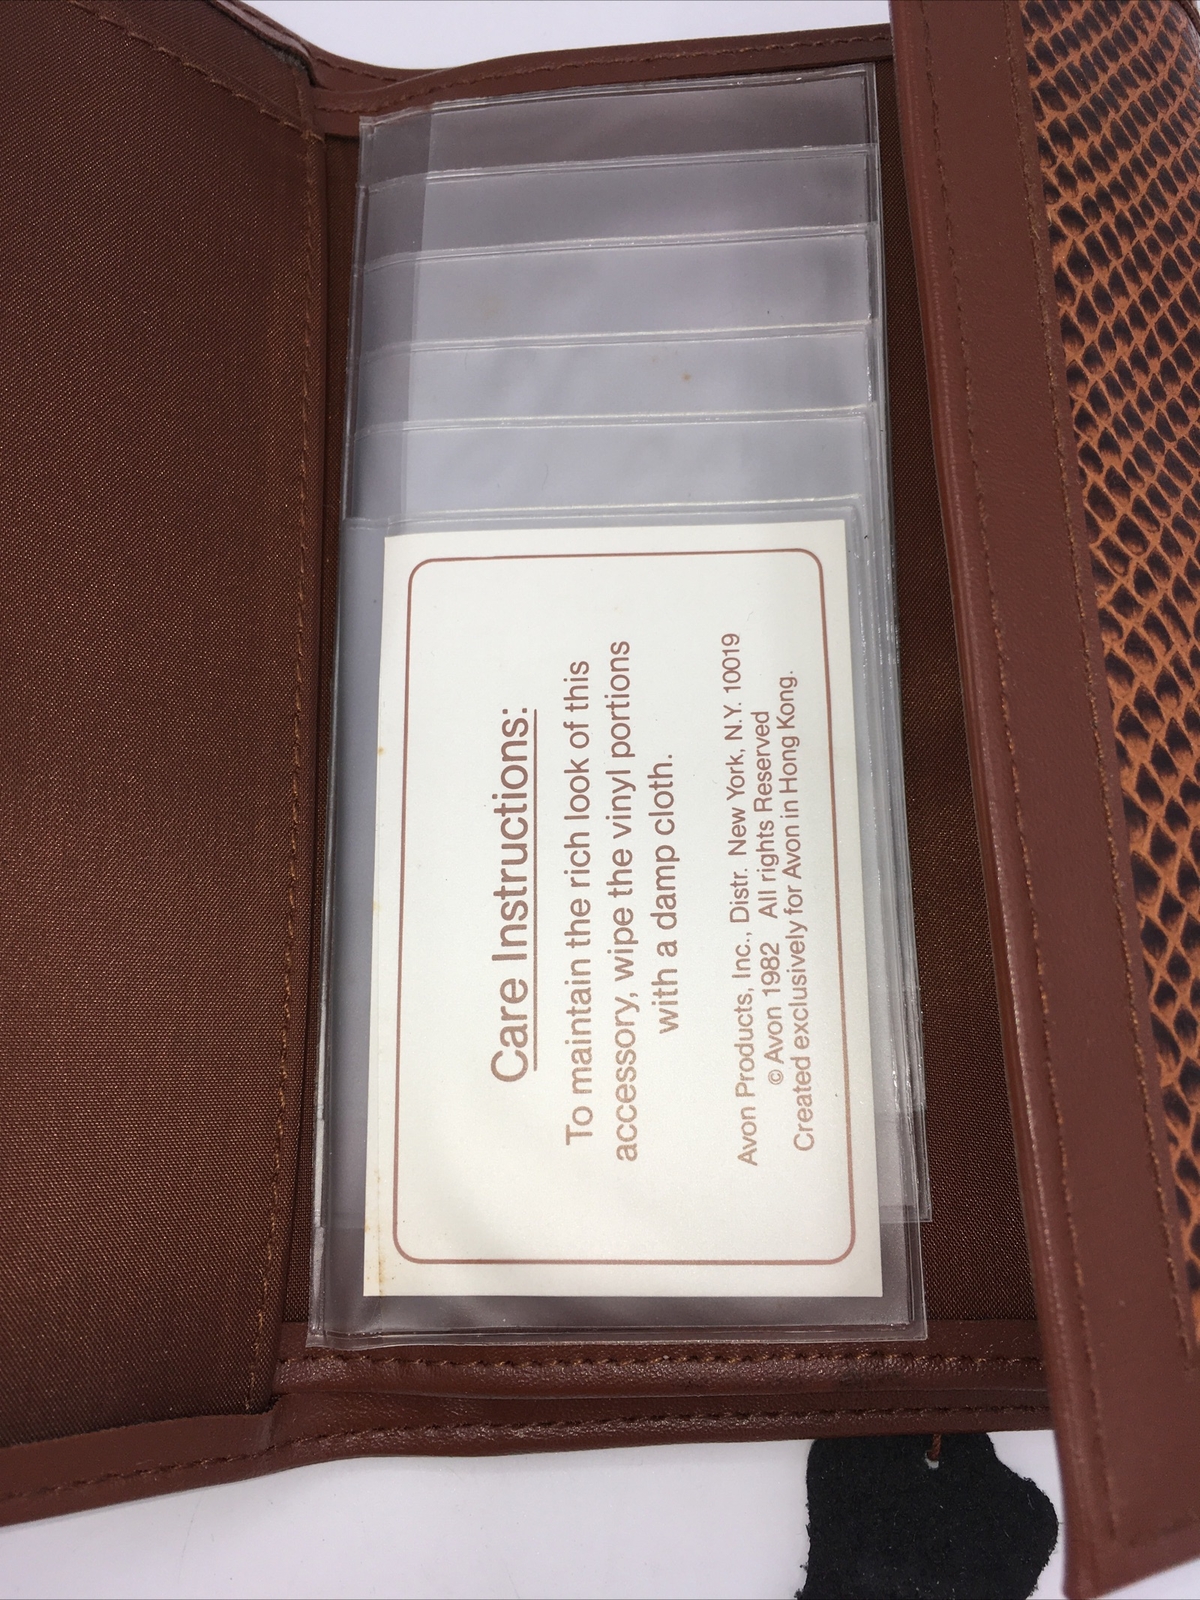 Care Instructions:
To maintain the rich look of this
accessory, wipe the vinyl portions
with a damp cloth.
Avon Products, Inc., Distr. New York, N.Y. 10019
© Avon 1982 All rights Reserved
Created exclusively for Avon in Hong Kong.